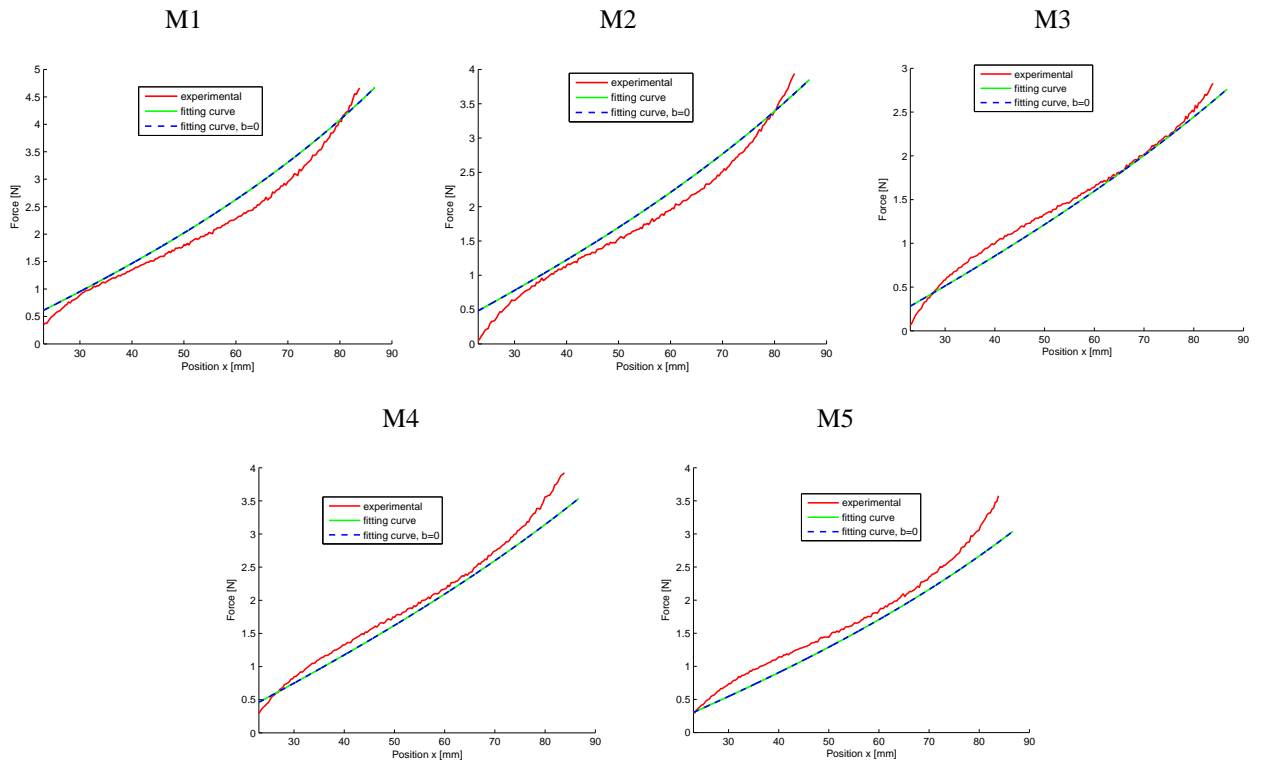 M1
M2
M3
5
4.5
4
3.5
3
2.5
2
1.5
1
0.5
0
Force [N]
experimental
fitting curve
fitting curve, b=0
30 40 50 60 70 80 90
Position x [mm]
4
3.5
3
2.5
2
1.5
1
0.5
0
Force [N]
experimental
fitting curve
fitting curve, b=0
30 40 50 60 70 80 90
Position x [mm]
3
2.5
2
1.5
1
0.5
0
Force [N]
experimental
fitting curve
fitting curve, b=0
30 40 50 60 70 80 90
Position x [mm]
M4
M5
4
3.5
3
2.5
2
1.5
1
0.5
0
Force [N]
experimental
fitting curve
fitting curve, b=0
30 40 50 60 70 80 90
Position x [mm]
4
3.5
3
2.5
2
1.5
1
0.5
0
Force [N]
experimental
fitting curve
fitting curve, b=0
30 40 50 60 70 80 90
Position x [mm]